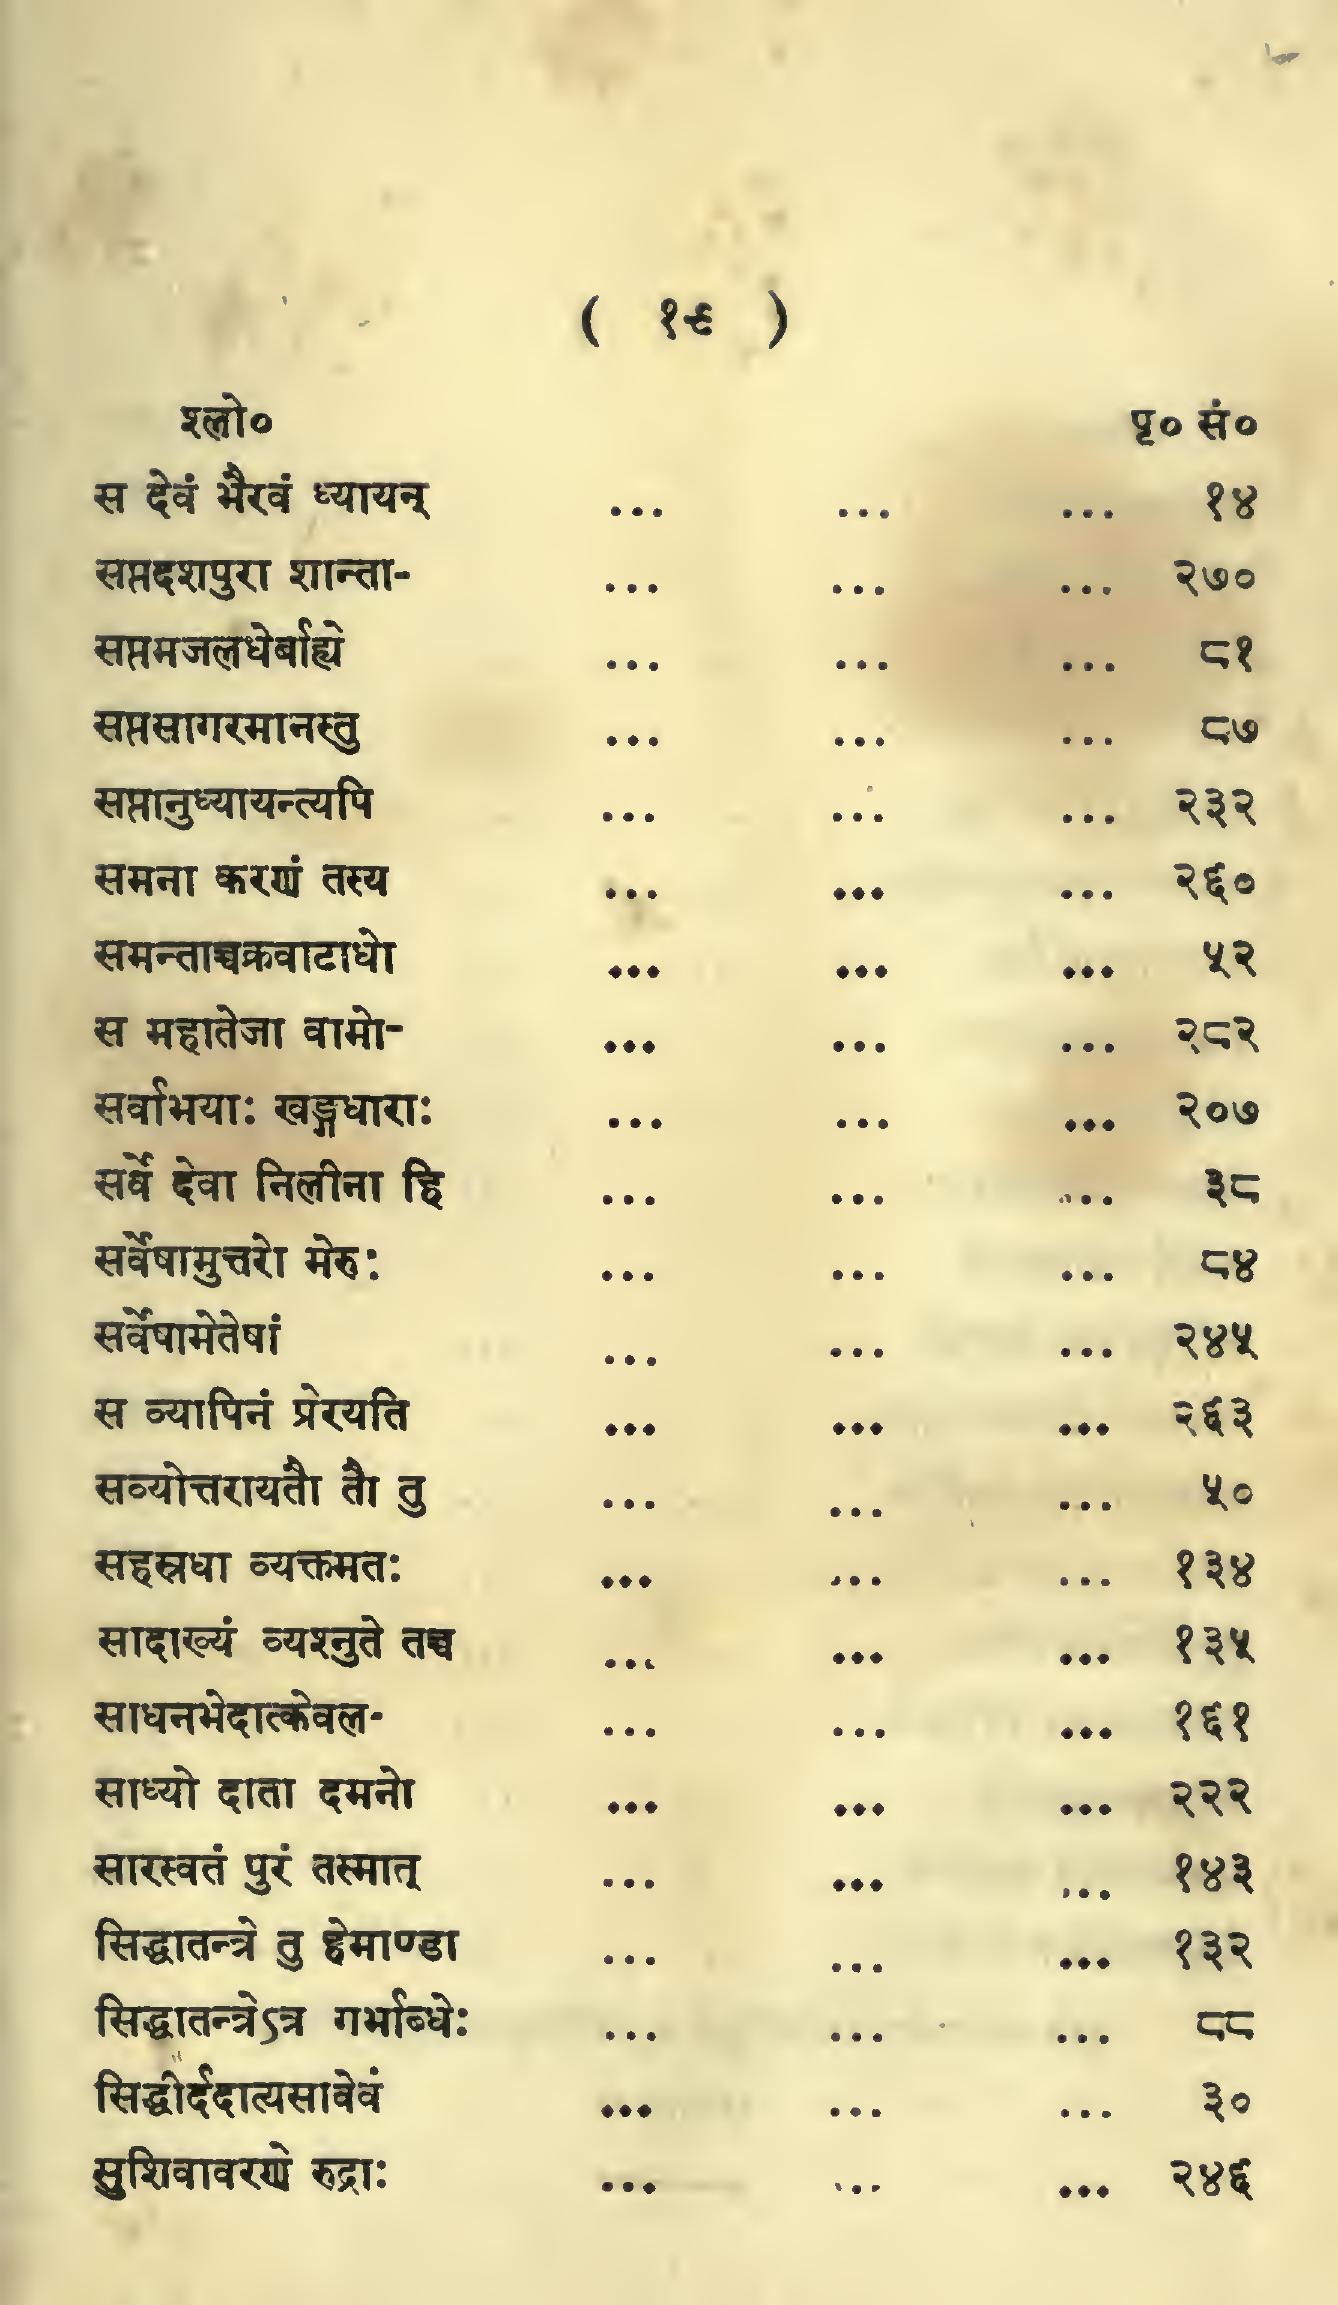 ( १९ )
श्लो० पृ० सं०
स देवं भैरवं ध्यायन् ... ... ... १४
सप्तदशपुरा शान्ता- ... ... ... २७०
सप्तमजलधेर्बाह्ये ... ... ... ८१
सप्तसागरमानस्तु ... ... ... ८७
सप्तानुध्यायन्त्यपि ... ... ... २३२
समना करणं तस्य ... ... ... २६०
समन्ताच्चक्रवाटाधो ... ... ... ५२
स महातेजा वामो- ... ... ... २८२
सर्वाभयाः खड्गधाराः ... ... ... २०७
सर्वे देवा निलीना हि ... ... ... ३८
सर्वेषामुत्तरो मेरुः ... ... ... ८४
सर्वेषामेतेषां ... ... ... २४५
स व्यापिनं प्रेरयति ... ... ... २६३
सव्योत्तरायतौ तौ तु ... ... ... ५०
सहस्रधा व्यक्तमतः ... ... ... १३४
सादाख्यं व्यश्नुते तच्च ... ... ... १३५
साधनभेदात्केवल- ... ... ... १६१
साध्यो दाता दमनो ... ... ... २२२
सारस्वतं पुरं तस्मात् ... ... ... १४३
सिद्धातन्त्रे तु हेमाण्डा ... ... ... १३२
सिद्धातन्त्रेऽत्र गर्भाब्धेः ... ... ... ८८
सिद्धीर्ददात्यसावेवं ... ... ... ३०
सुशिवावरणे रुद्राः ... ... ... २४६